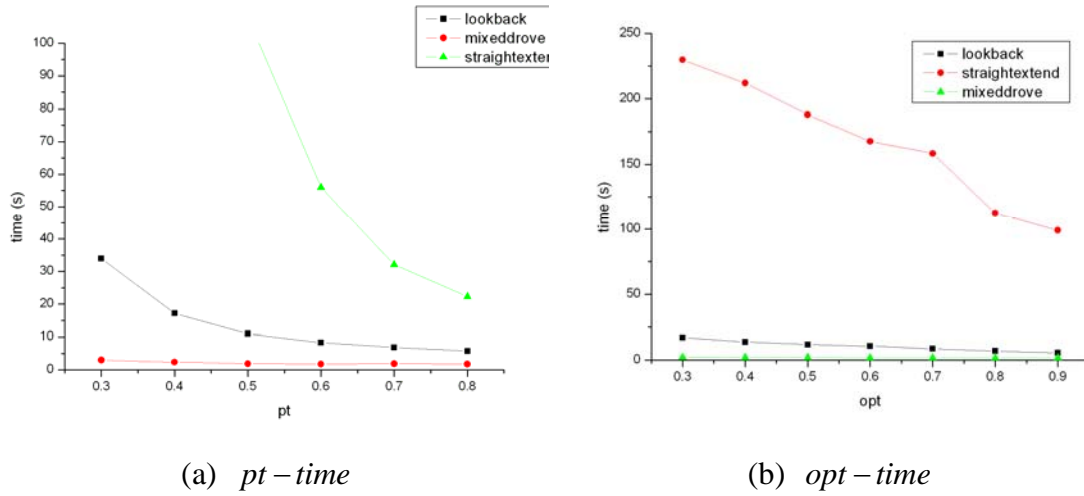 lookback
mixeddrove
straightexten
100
90
80
70
60
50
40
30
20
10
0
time (s)
0.3 0.4 0.5 0.6 0.7 0.8
pt
(a) pt − time
lookback
straightextend
mixeddrove
250
200
150
100
50
0
time (s)
0.3 0.4 0.5 0.6 0.7 0.8 0.9
opt
(b) opt − time